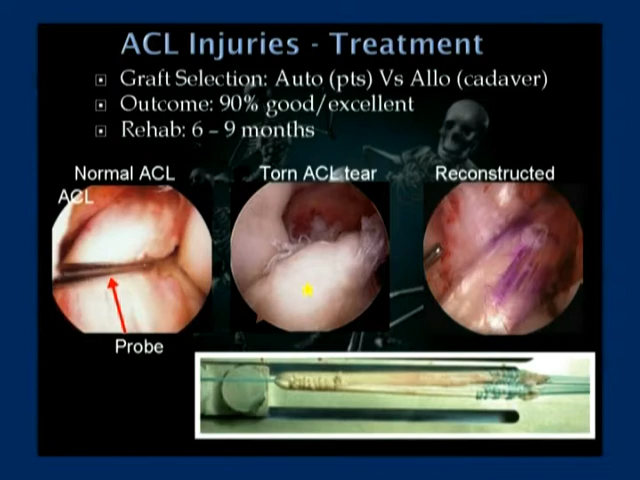 ACL Injuries - Treatment
Graft Selection: Auto (pts) Vs Allo (cadaver)
Outcome: 90% good/excellent
Rehab: 6 – 9 months
Normal ACL
Torn ACL tear
Reconstructed
ACL
Probe